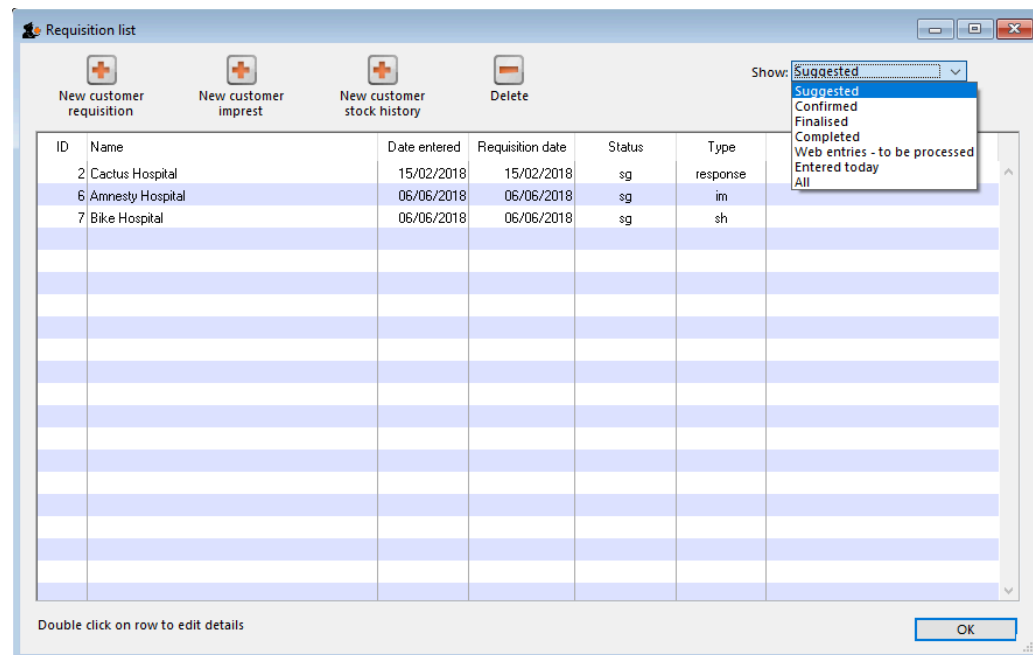 Requisition list
New customer requisition
New customer imprest
New customer stock history
Delete
Show: Suggested
Suggested
Confirmed
Finalised
Completed
Web entries - to be processed
Entered today
All
ID Name Date entered Requisition date Status Type
2 Cactus Hospital 15/02/2018 15/02/2018 sg response
6 Amnesty Hospital 06/06/2018 06/06/2018 sg im
7 Bike Hospital 06/06/2018 06/06/2018 sg sh
Double click on row to edit details
OK